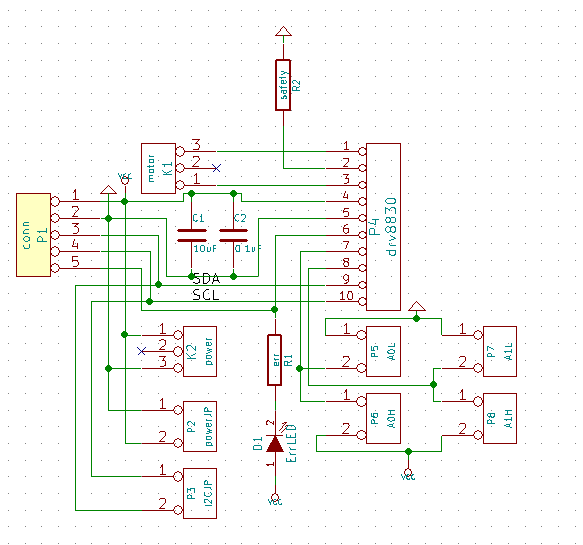 safety
R2
motor
K1
3
2
1
Vcc
conn
P1
1
2
3
4
5
C1
10uF
C2
0.1uF
SDA
SCL
P4
drv8830
1
2
3
4
5
6
7
8
9
10
K2
power
1
2
3
err
R1
P5
A0L
1
2
P7
A1L
1
2
P6
A0H
1
2
P8
A1H
1
2
P2
powerJP
1
2
D1
ErrLED
2
1
P3
I2CJP
1
2
Vcc
Vcc